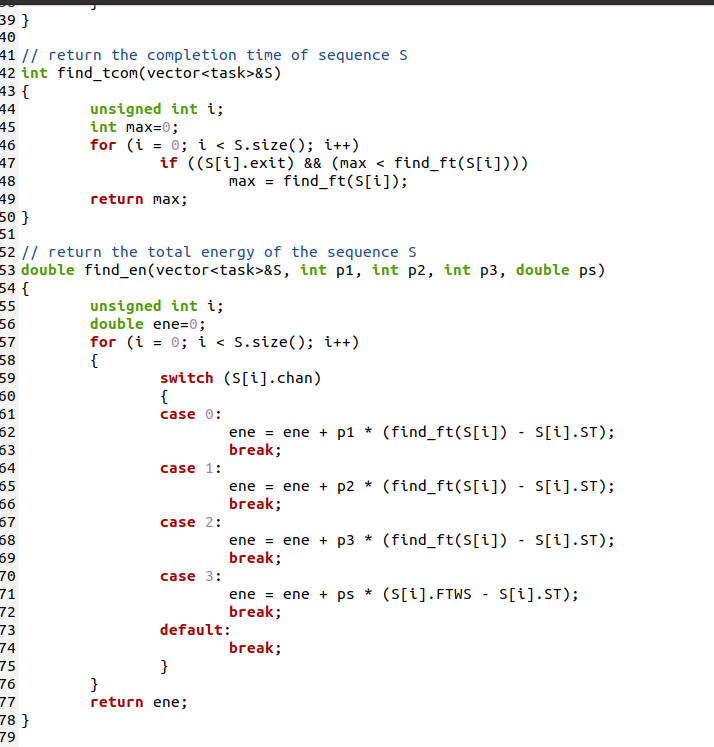 39 }
40
41 // return the completion time of sequence S
42 int find_tcom(vector<task>&S)
43 {
44 unsigned int i;
45 int max=0;
46 for (i = 0; i < S.size(); i++)
47 if ((S[i].exit) && (max < find_ft(S[i])))
48 max = find_ft(S[i]);
49 return max;
50 }
51
52 // return the total energy of the sequence S
53 double find_en(vector<task>&S, int p1, int p2, int p3, double ps)
54 {
55 unsigned int i;
56 double ene=0;
57 for (i = 0; i < S.size(); i++)
58 {
59 switch (S[i].chan)
60 {
61 case 0:
62 ene = ene + p1 * (find_ft(S[i]) - S[i].ST);
63 break;
64 case 1:
65 ene = ene + p2 * (find_ft(S[i]) - S[i].ST);
66 break;
67 case 2:
68 ene = ene + p3 * (find_ft(S[i]) - S[i].ST);
69 break;
70 case 3:
71 ene = ene + ps * (S[i].FTWS - S[i].ST);
72 break;
73 default:
74 break;
75 }
76 }
77 return ene;
78 }
79